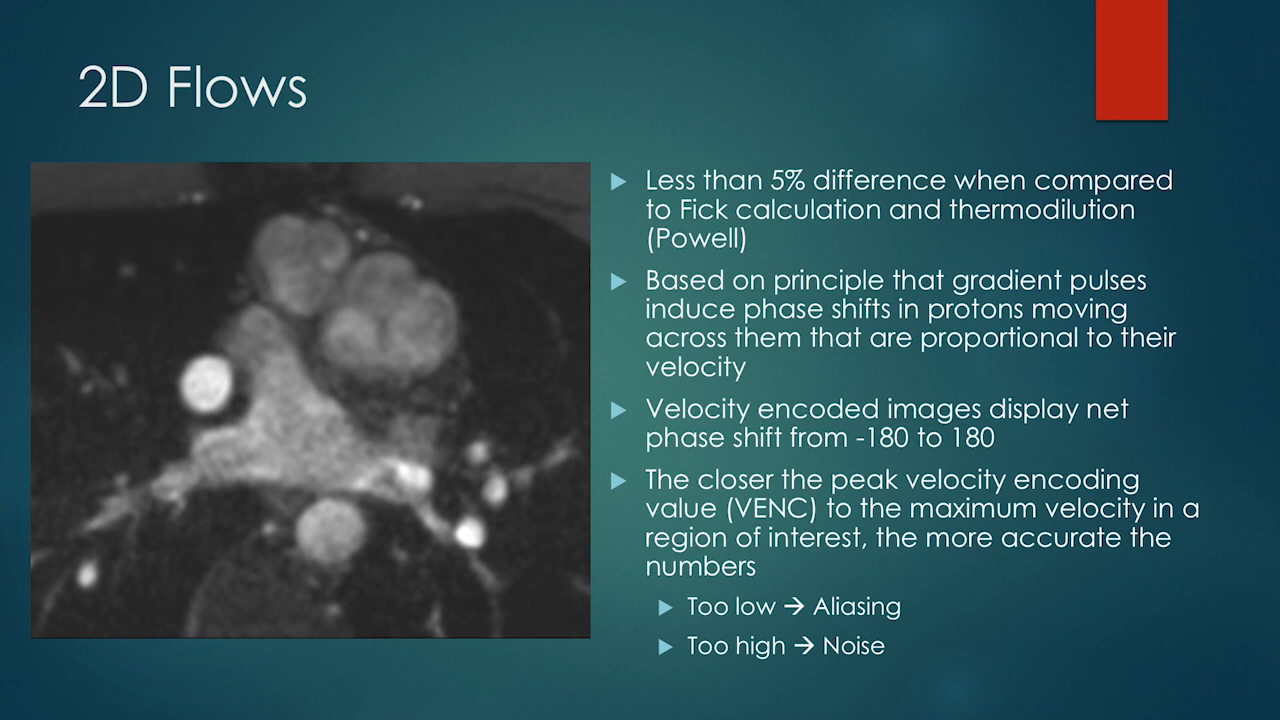 2D Flows
Less than 5% difference when compared
to Fick calculation and thermodilution
(Powell)
Based on principle that gradient pulses
induce phase shifts in protons moving
across them that are proportional to their
velocity
Velocity encoded images display net
phase shift from -180 to 180
The closer the peak velocity encoding
value (VENC) to the maximum velocity in a
region of interest, the more accurate the
numbers
Too low → Aliasing
Too high → Noise